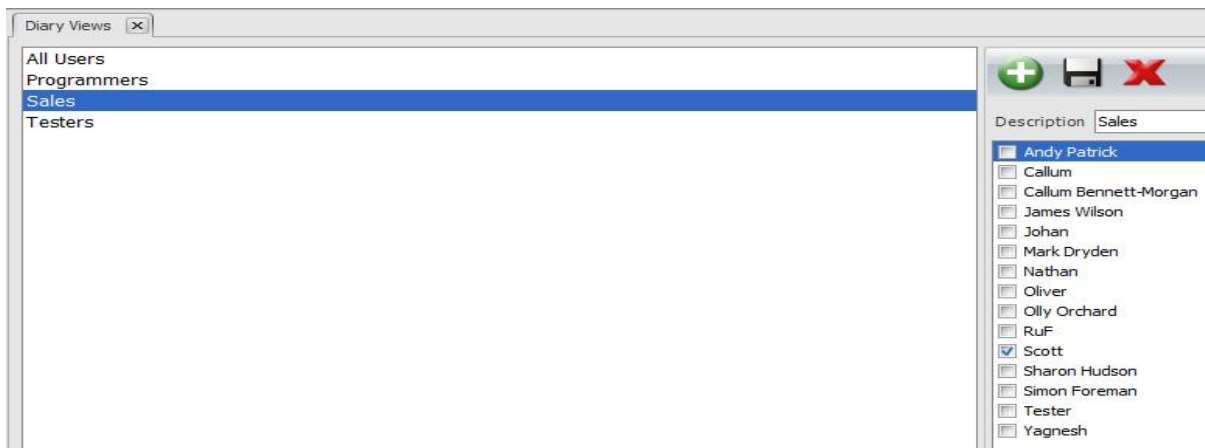 Diary Views
All Users
Programmers
Sales
Testers
Description Sales
Andy Patrick
Callum
Callum Bennett-Morgan
James Wilson
Johan
Mark Dryden
Nathan
Oliver
Olly Orchard
RuF
Scott
Sharon Hudson
Simon Foreman
Tester
Yagnesh